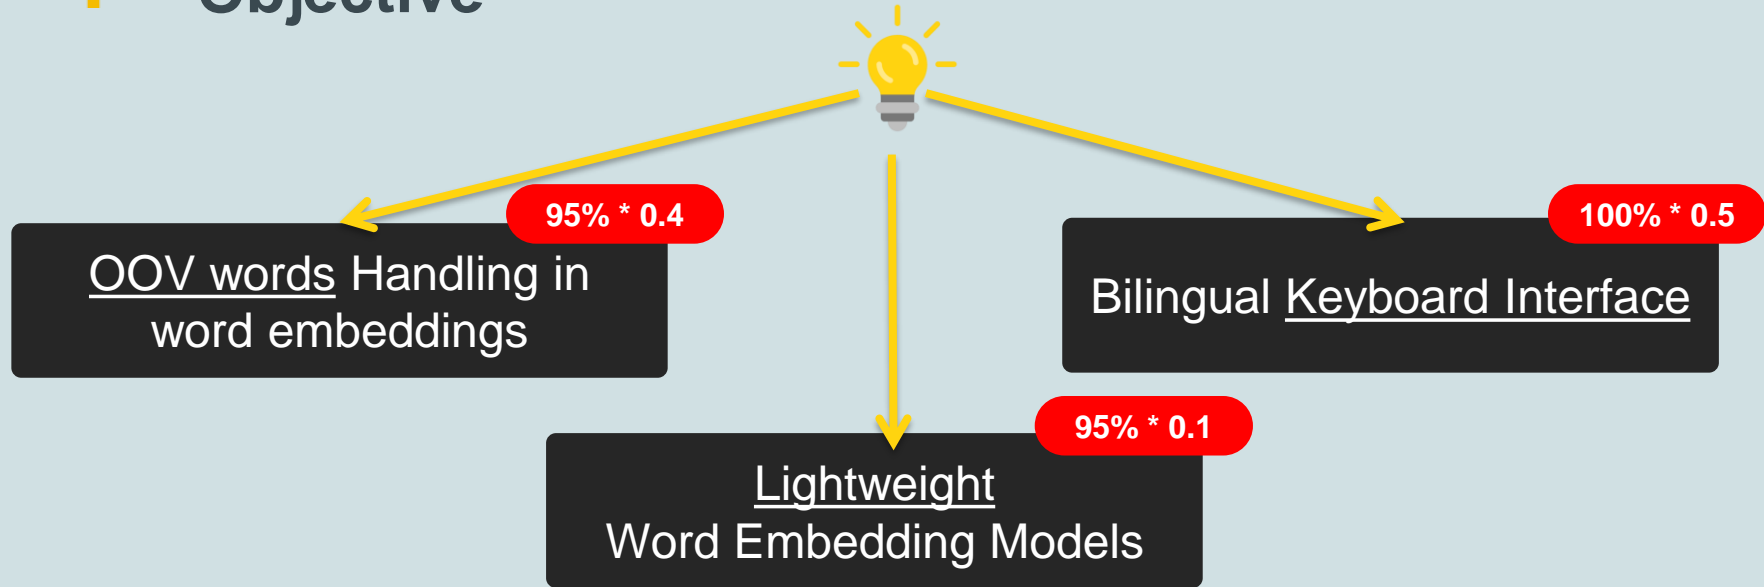 Objective
95% * 0.4
OOV words Handling in
word embeddings
100% * 0.5
Bilingual Keyboard Interface
95% * 0.1
Lightweight
Word Embedding Models